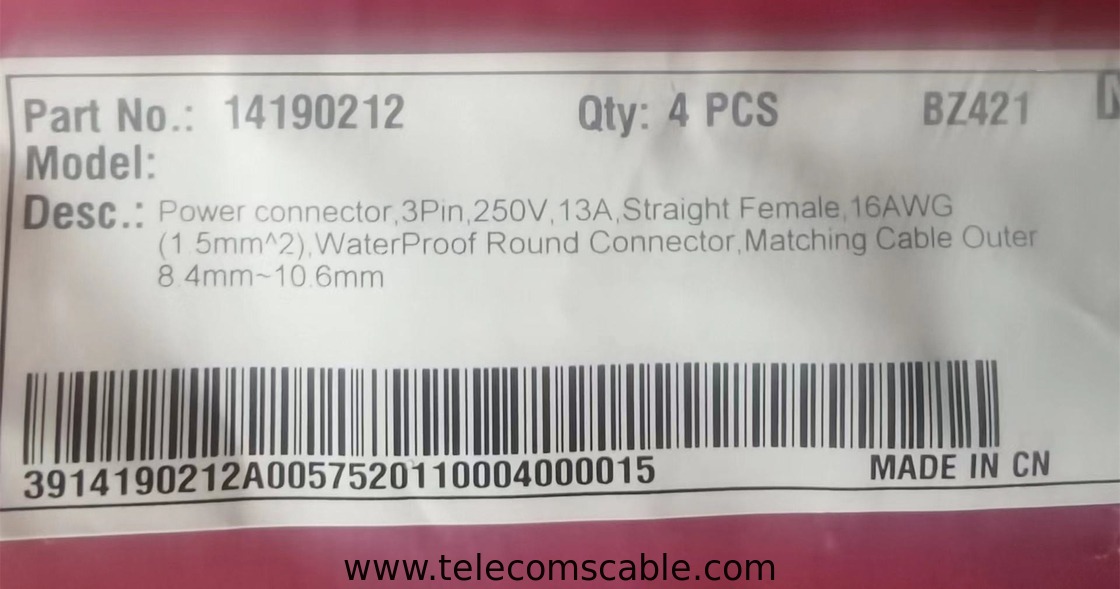 Part No.: 14190212 Qty: 4 PCS BZ421
Model:
Desc.: Power connector,3Pin,250V,13A,Straight Female,16AWG
(1.5mm^2),WaterProof Round Connector,Matching Cable Outer
8.4mm~10.6mm
3914190212A0057520110004000015 MADE IN CN
www.telecomscable.com